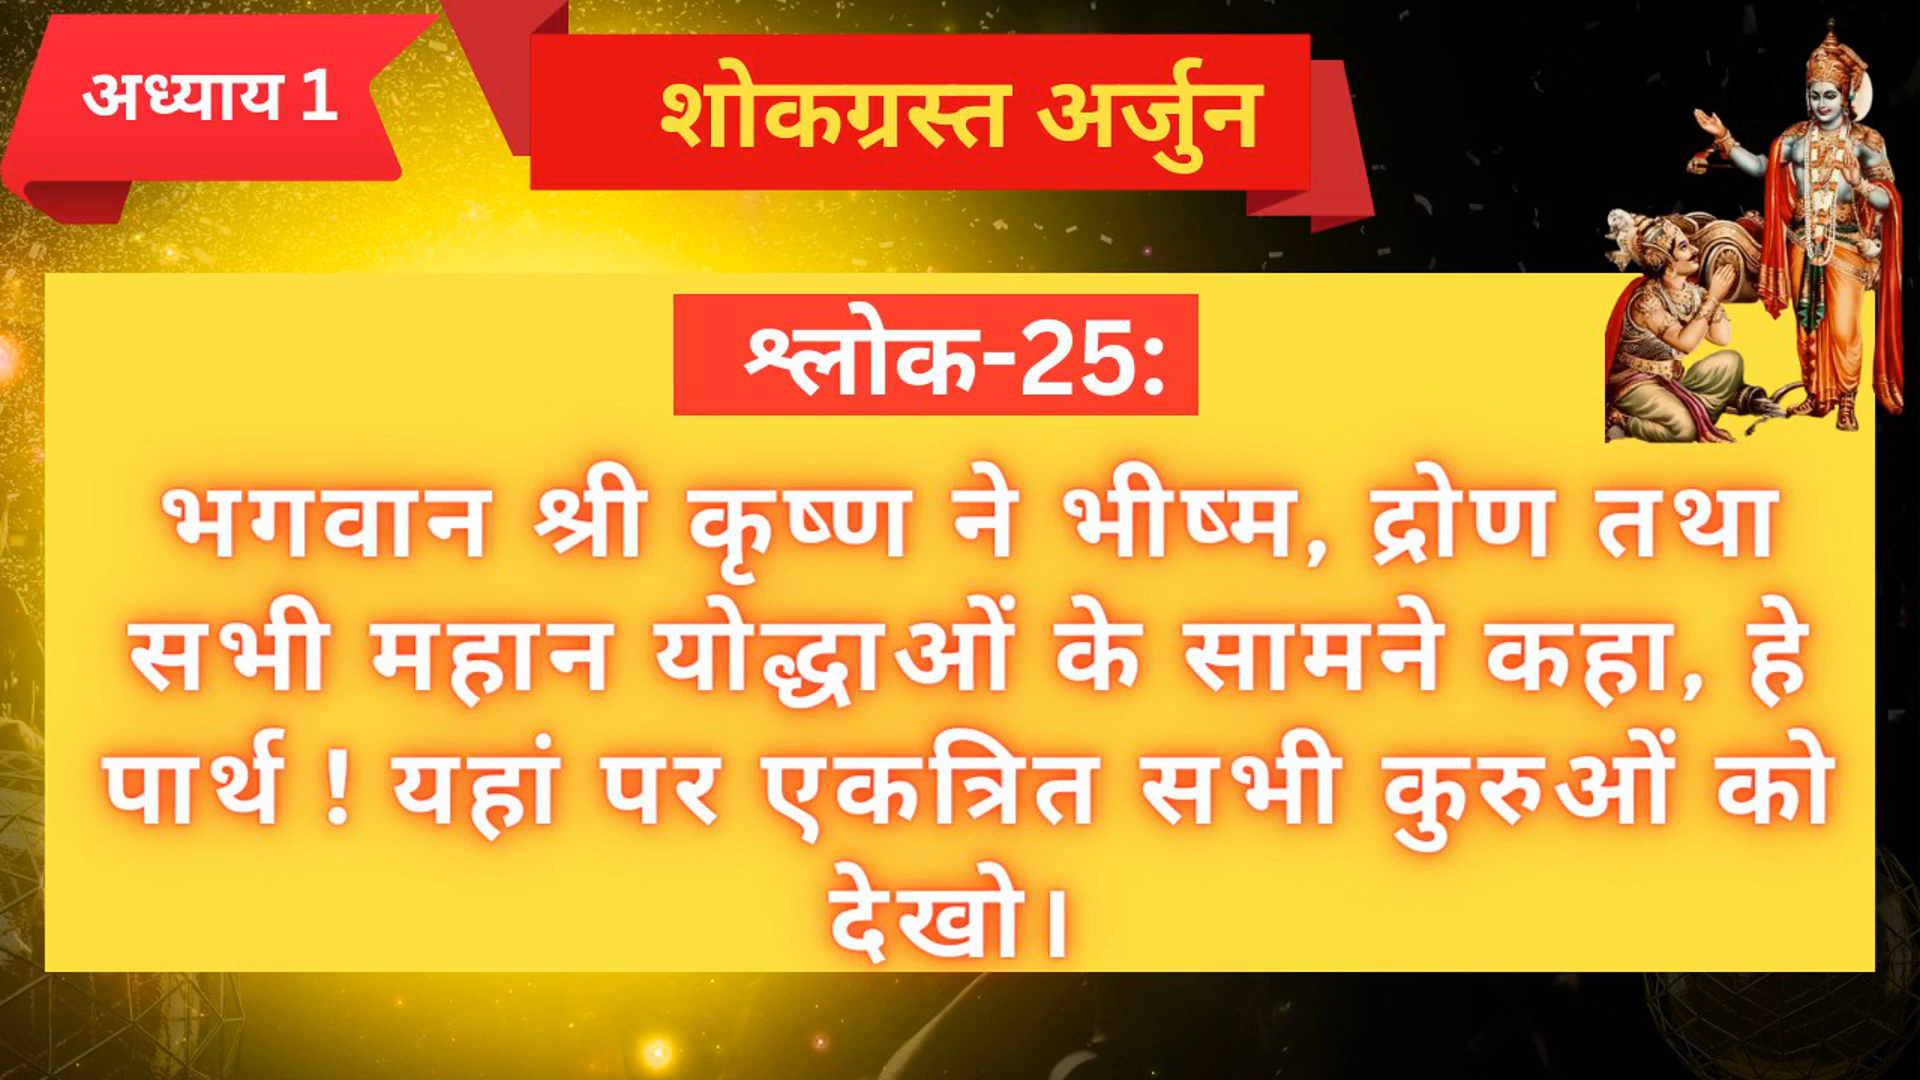 अध्याय 1
शोकग्रस्त अर्जुन
श्लोक-25:
भगवान श्री कृष्ण ने भीष्म, द्रोण तथा
सभी महान योद्धाओं के सामने कहा, हे
पार्थ ! यहां पर एकत्रित सभी कुरुओं को
देखो।